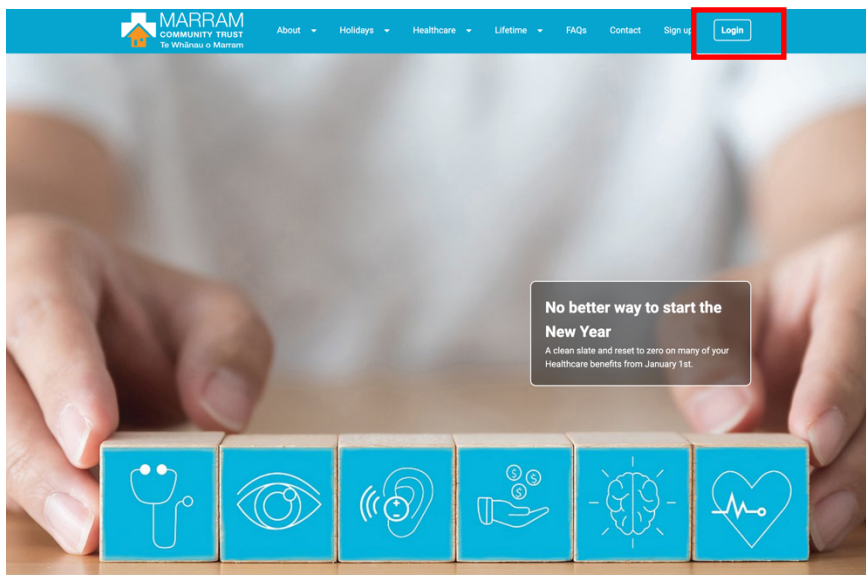 MARRAM
COMMUNITY TRUST
Te Whānau o Marram
About
Holidays
Healthcare
Lifetime
FAQs
Contact
Sign up
Login
No better way to start the
New Year
A clean slate and reset to zero on many of your
Healthcare benefits from January 1st.
$
$
$